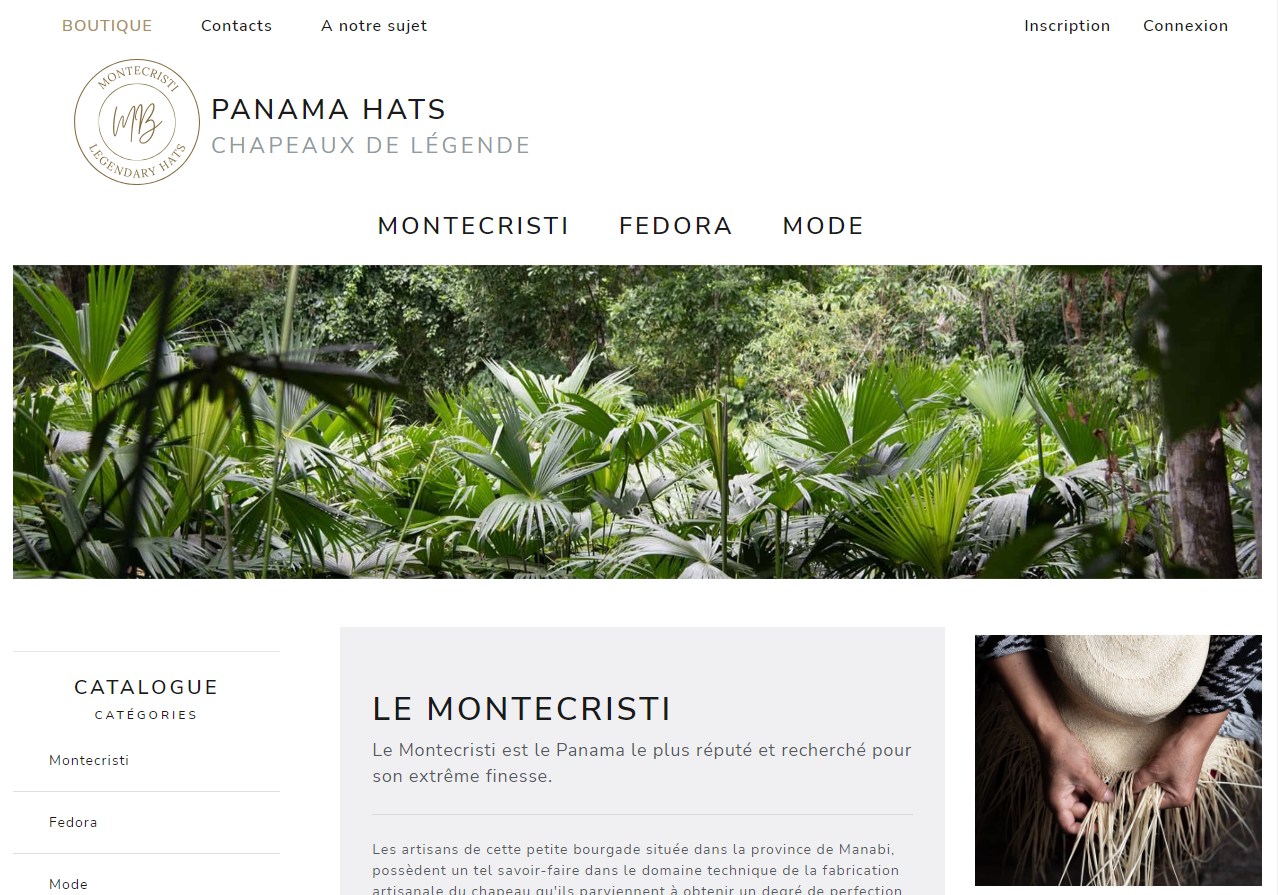 BOUTIQUE Contacts A notre sujet Inscription Connexion
MONTECRISTI
MB
LEGENDARY HATS
PANAMA HATS
CHAPEAUX DE LÉGENDE
MONTECRISTI FEDORA MODE
CATALOGUE
CATÉGORIES
Montecristi
Fedora
Mode
LE MONTECRISTI
Le Montecristi est le Panama le plus réputé et recherché pour
son extrême finesse.
Les artisans de cette petite bourgade située dans la province de Manabi,
possèdent un tel savoir-faire dans le domaine technique de la fabrication
artisanale du chapeau qu'ils parviennent à obtenir un degré de perfection